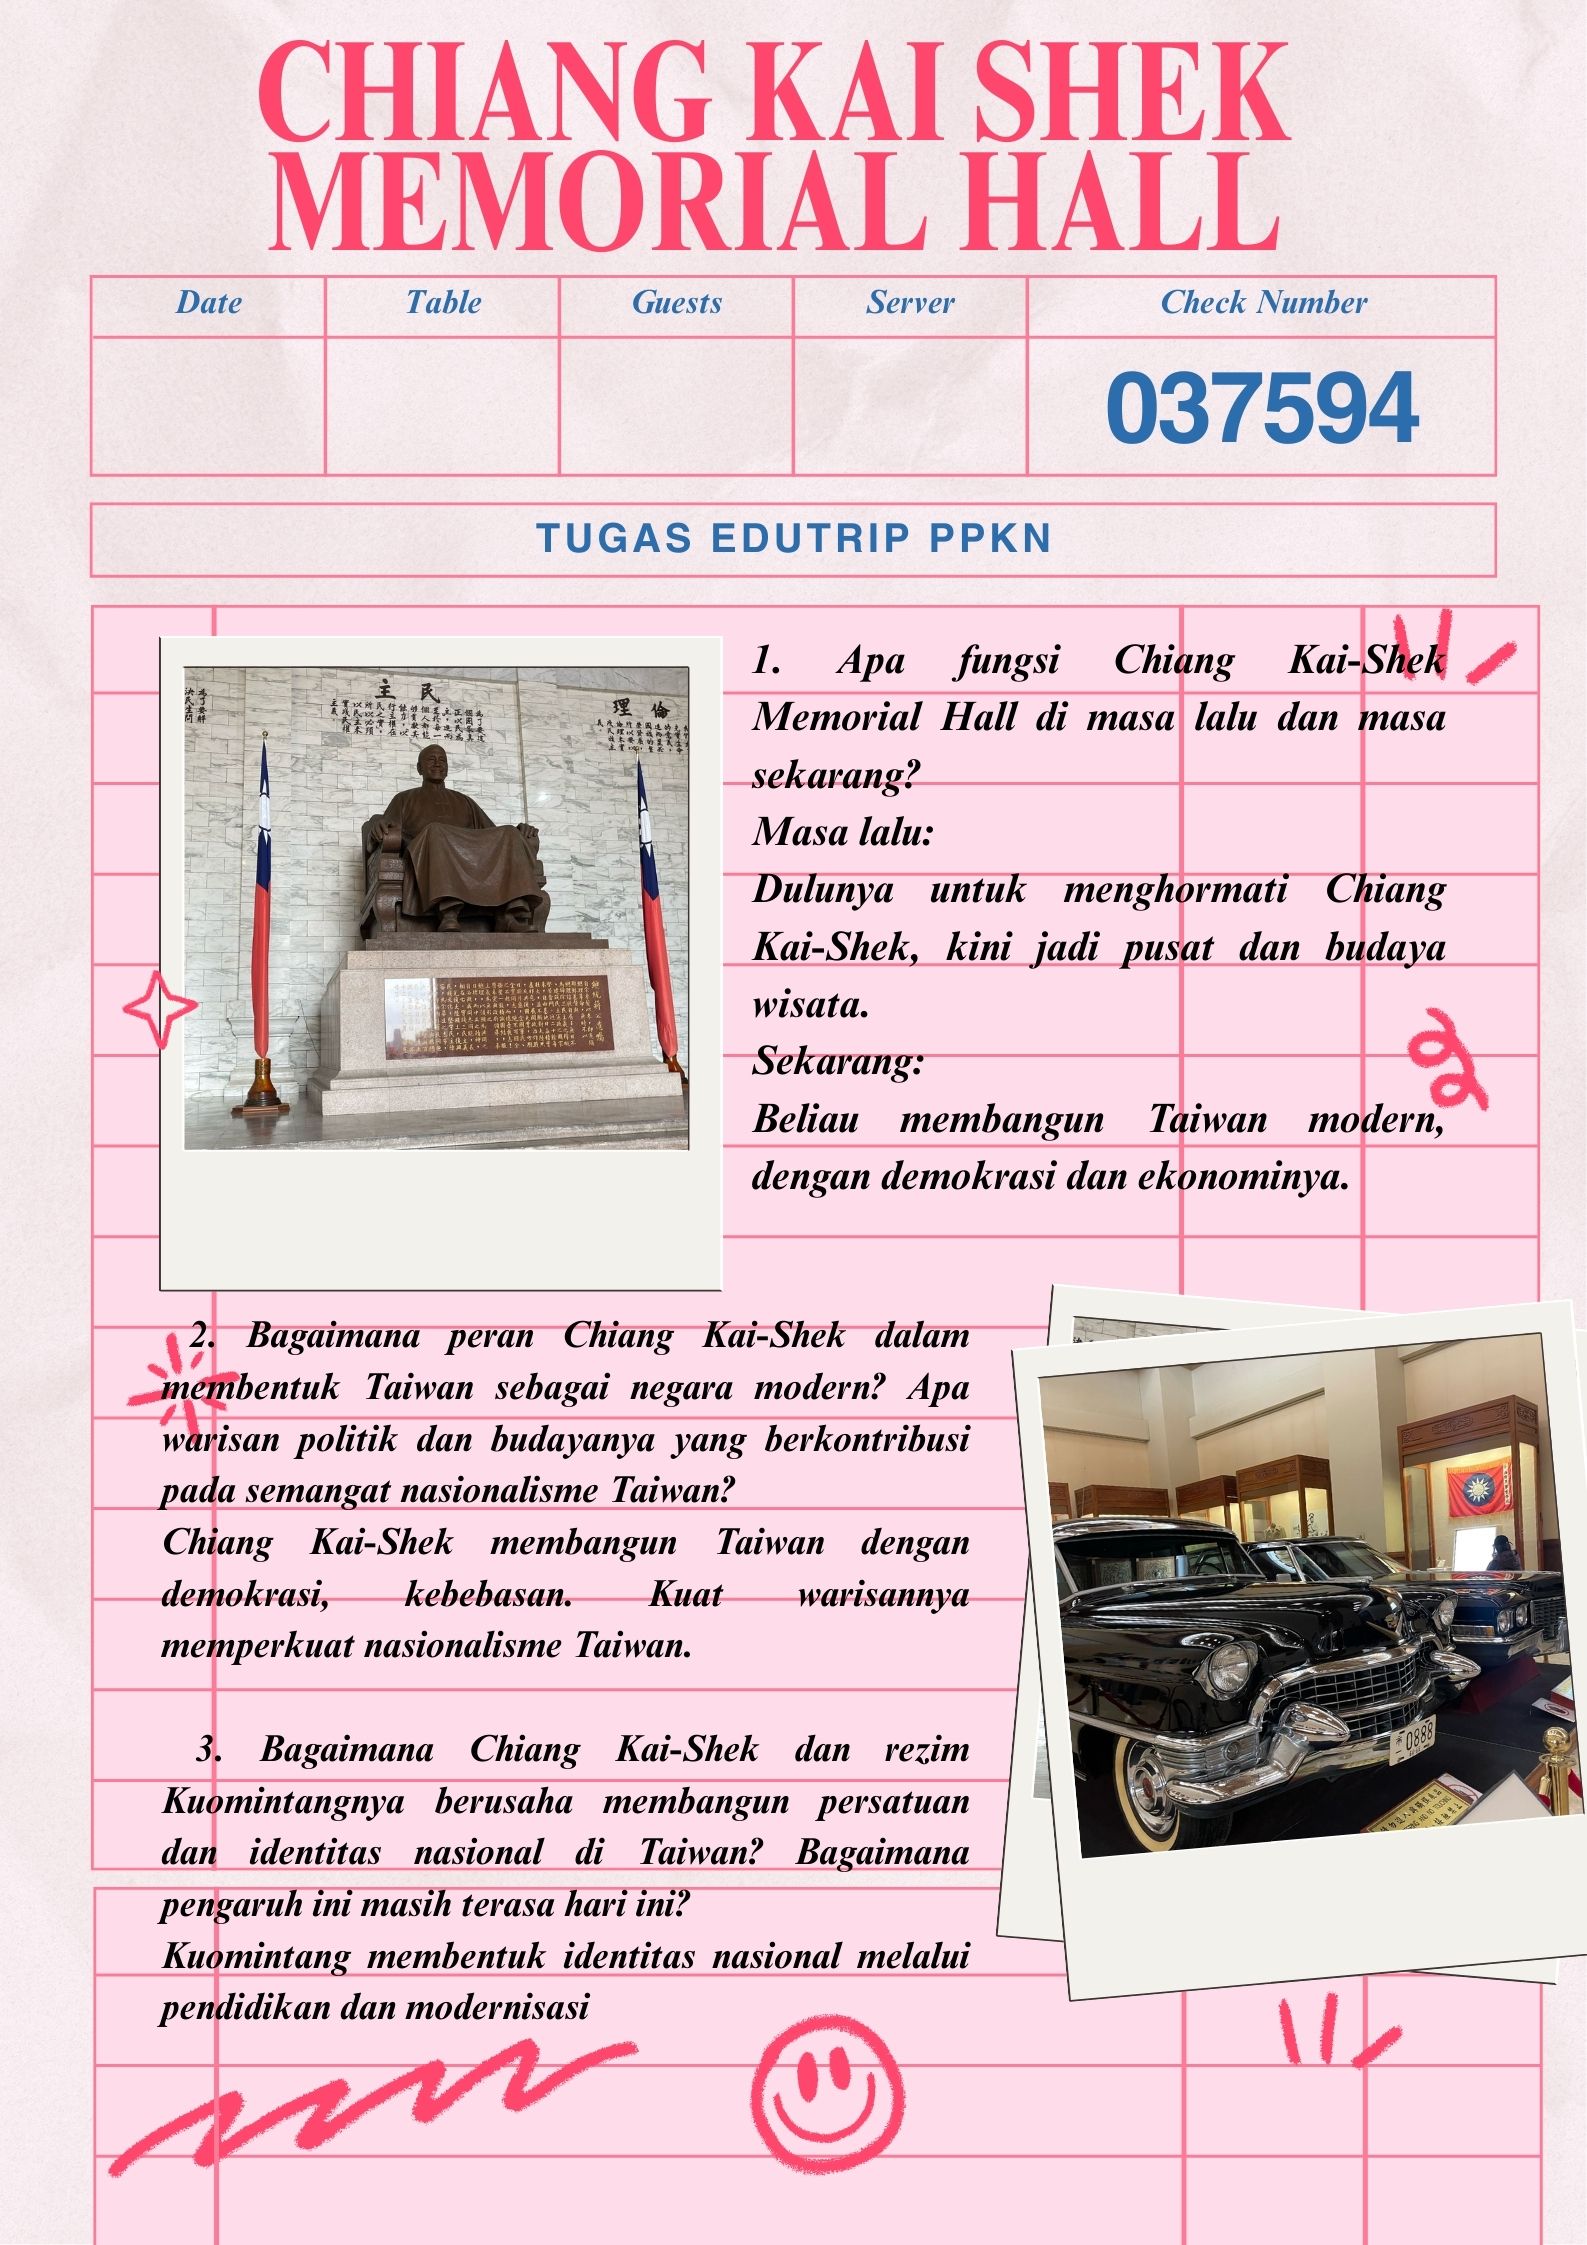 CHIANG KAI SHEK
MEMORIAL HALL
Date Table Guests Server Check Number
037594
TUGAS EDUTRIP PPKN
民主
倫理
1. Apa fungsi Chiang Kai-Shek
Memorial Hall di masa lalu dan masa
sekarang?
Masa lalu:
Dulunya untuk menghormati Chiang
Kai-Shek, kini jadi pusat dan budaya
wisata.
Sekarang:
Beliau membangun Taiwan modern,
dengan demokrasi dan ekonominya.
2. Bagaimana peran Chiang Kai-Shek dalam
membentuk Taiwan sebagai negara modern? Apa
warisan politik dan budayanya yang berkontribusi
pada semangat nasionalisme Taiwan?
Chiang Kai-Shek membangun Taiwan dengan
demokrasi, kebebasan. Kuat warisannya
memperkuat nasionalisme Taiwan.
3. Bagaimana Chiang Kai-Shek dan rezim
Kuomintangnya berusaha membangun persatuan
dan identitas nasional di Taiwan? Bagaimana
pengaruh ini masih terasa hari ini?
Kuomintang membentuk identitas nasional melalui
pendidikan dan modernisasi
0888